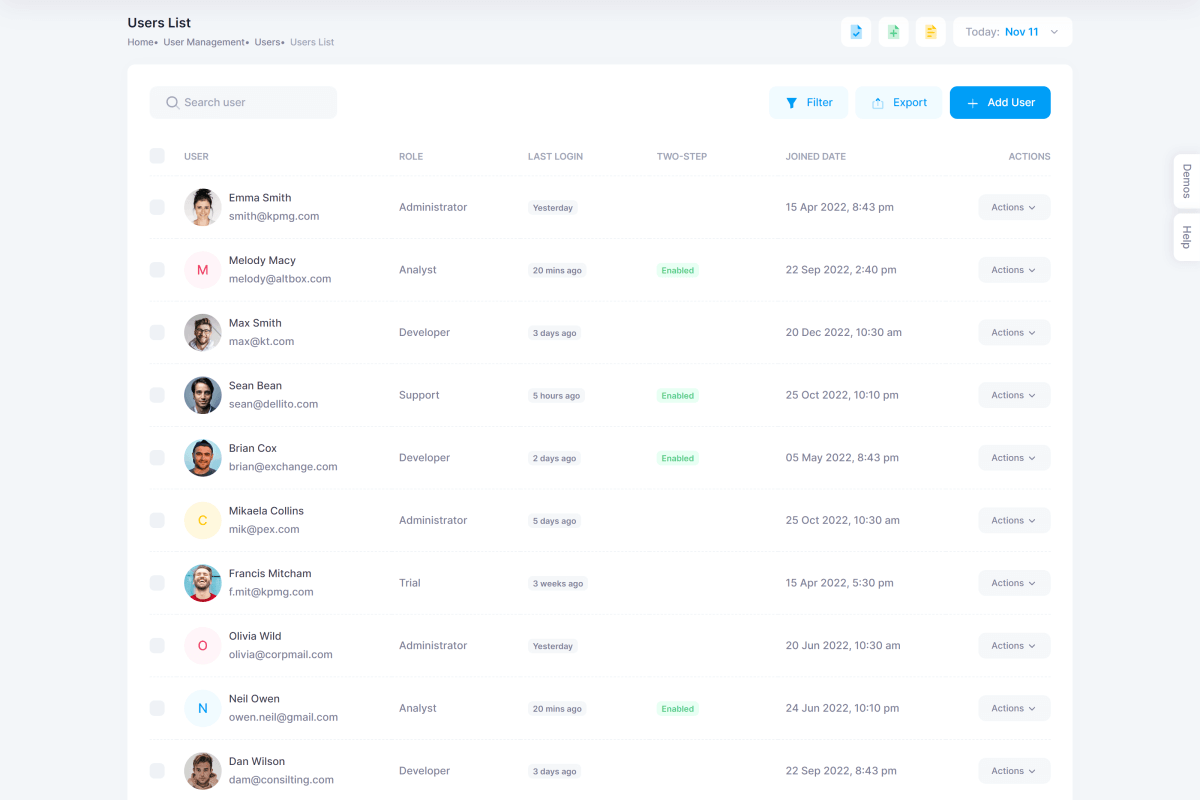 Users List
Home• User Management• Users• Users List
Today: Nov 11
Search user
Filter
Export
Add User
USER ROLE LAST LOGIN TWO-STEP JOINED DATE ACTIONS
Emma Smith
smith@kpmg.com
Administrator Yesterday 15 Apr 2022, 8:43 pm Actions
M
Melody Macy
melody@altbox.com
Analyst 20 mins ago Enabled 22 Sep 2022, 2:40 pm Actions
Max Smith
max@kt.com
Developer 3 days ago 20 Dec 2022, 10:30 am Actions
Sean Bean
sean@dellito.com
Support 5 hours ago Enabled 25 Oct 2022, 10:10 pm Actions
Brian Cox
brian@exchange.com
Developer 2 days ago Enabled 05 May 2022, 8:43 pm Actions
C
Mikaela Collins
mik@pex.com
Administrator 5 days ago 25 Oct 2022, 10:30 am Actions
Francis Mitcham
f.mit@kpmg.com
Trial 3 weeks ago 15 Apr 2022, 5:30 pm Actions
O
Olivia Wild
olivia@corpmail.com
Administrator Yesterday 20 Jun 2022, 10:30 am Actions
N
Neil Owen
owen.neil@gmail.com
Analyst 20 mins ago Enabled 24 Jun 2022, 10:10 pm Actions
Dan Wilson
dam@consilting.com
Developer 3 days ago 22 Sep 2022, 8:43 pm Actions
Demos
Help